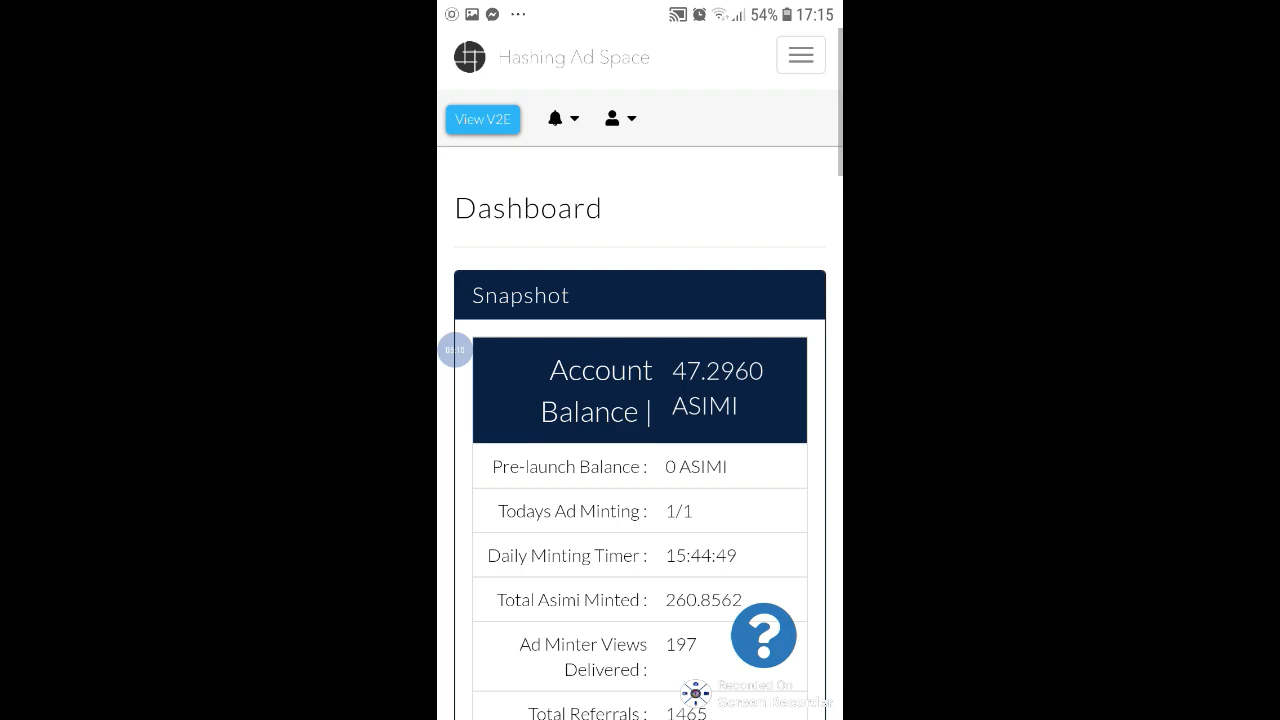 54% 17:15
Hashing Ad Space
View V2E
Dashboard
Snapshot
05:10
Account Balance | 47.2960 ASIMI
Pre-launch Balance : 0 ASIMI
Todays Ad Minting : 1/1
Daily Minting Timer : 15:44:49
Total Asimi Minted : 260.8562
Ad Minter Views Delivered : 197
Total Referrals : 1465
Recorded On
Screen Recorder